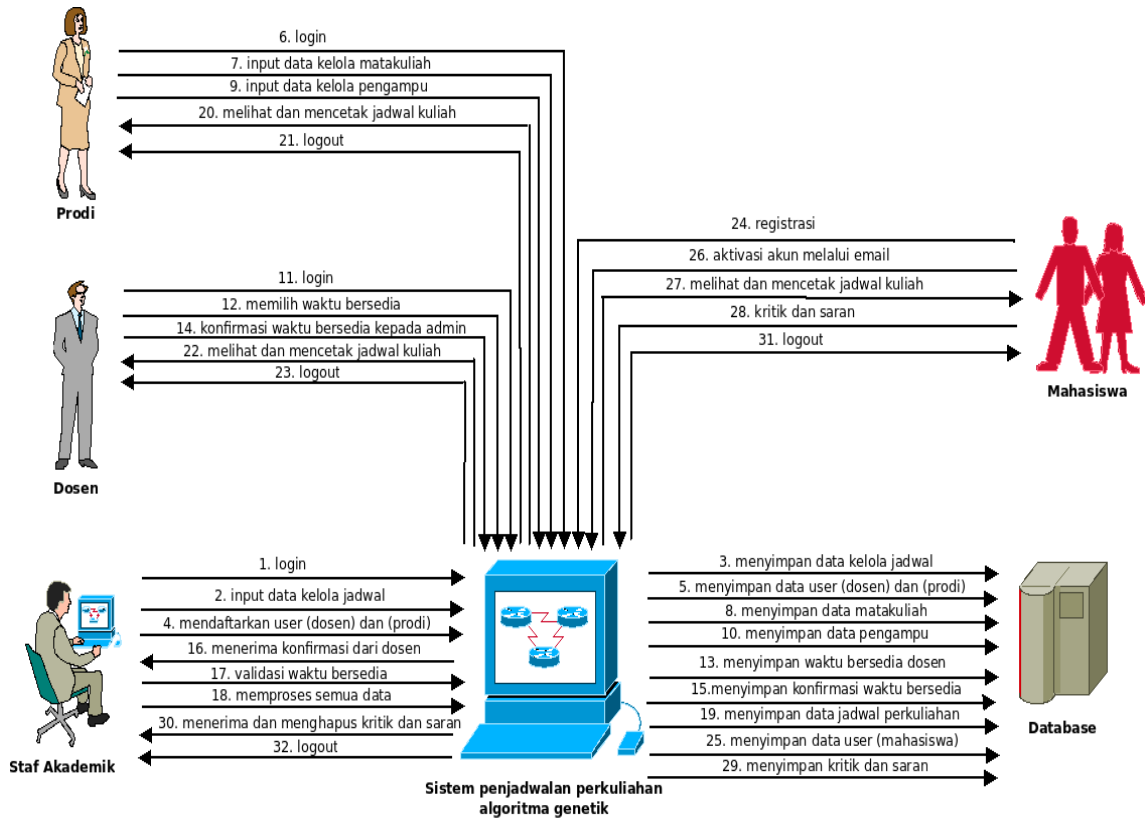 6. login
7. input data kelola matakuliah
9. input data kelola pengampu
20. melihat dan mencetak jadwal kuliah
21. logout
Prodi
24. registrasi
26. aktivasi akun melalui email
27. melihat dan mencetak jadwal kuliah
28. kritik dan saran
31. logout
Mahasiswa
11. login
12. memilih waktu bersedia
14. konfirmasi waktu bersedia kepada admin
22. melihat dan mencetak jadwal kuliah
23. logout
Dosen
1. login
2. input data kelola jadwal
4. mendaftarkan user (dosen) dan (prodi)
16. menerima konfirmasi dari dosen
17. validasi waktu bersedia
18. memproses semua data
30. menerima dan menghapus kritik dan saran
32. logout
Staf Akademik
Sistem penjadwalan perkuliahan
algoritma genetik
3. menyimpan data kelola jadwal
5. menyimpan data user (dosen) dan (prodi)
8. menyimpan data matakuliah
10. menyimpan data pengampu
13. menyimpan waktu bersedia dosen
15.menyimpan konfirmasi waktu bersedia
19. menyimpan data jadwal perkuliahan
25. menyimpan data user (mahasiswa)
29. menyimpan kritik dan saran
Database